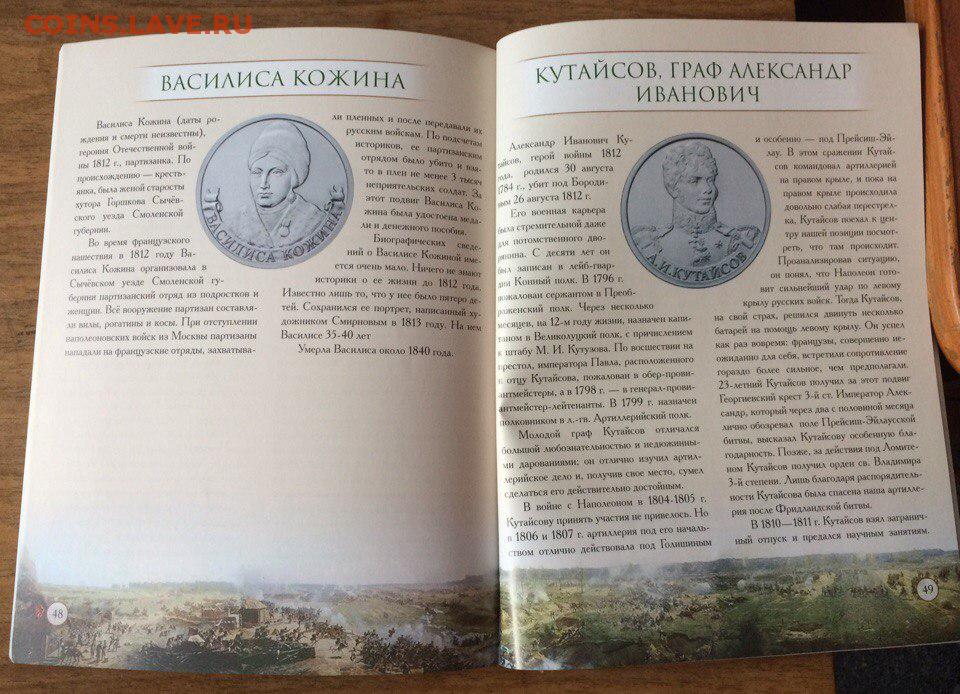 COINS.LAVE.RU
ВАСИЛИСА КОЖИНА
Василиса Кожина (даты ро-
ждения и смерти неизвестны),
героиня Отечественной вой-
ны 1812 г., партизанка. По
происхождению — кресть-
янка, была женой старосты
хутора Горшкова Сычёв-
ского уезда Смоленской
губернии.
Во время французского
нашествия в 1812 году Ва-
силиса Кожина организовала в
Сычёвском уезде Смоленской гу-
бернии партизанский отряд из подростков и
женщин. Всё вооружение партизан составля-
ли вилы, рогатины и косы. При отступлении
наполеоновских войск из Москвы партизаны
нападали на французские отряды, захватыва-
ли пленных и после передавали их
русским войскам. По подсчетам
историков, ее партизанским
отрядом было убито и взя-
то в плен не менее 3 тысяч
неприятельских солдат. За
этот подвиг Василиса Ко-
жина была удостоена меда-
ли и денежного пособия.
Биографических сведе-
ний о Василисе Кожиной име-
ется очень мало. Ничего не знают
историки о ее жизни до 1812 года.
Известно лишь то, что у нее было пятеро де-
тей. Сохранился ее портрет, написанный ху-
дожником Смирновым в 1813 году. На нем
Василисе 35-40 лет
Умерла Василиса около 1840 года.
ВАСИЛИСА КОЖИНА
48
КУТАЙСОВ, ГРАФ АЛЕКСАНДР
ИВАНОВИЧ
Александр Иванович Ку-
тайсов, герой войны 1812
года, родился 30 августа
1784 г., убит под Бороди-
ным 26 августа 1812 г.
Его военная карьера
была стремительной даже
для потомственного дво-
рянина. С десяти лет он
был записан в лейб-гвар-
дии Конный полк. В 1796 г.
пожалован сержантом в Преоб-
раженский полк. Через несколько
месяцев, на 12-м году жизни, назначен капи-
таном в Великолуцкий полк, с причислением
к штабу М. И. Кутузова. По восшествии на
престол, императора Павла, расположенного
к отцу Кутайсова, пожалован в обер-прови-
антмейстеры, а в 1798 г. — в генерал-прови-
антмейстер-лейтенанты. В 1799 г. назначен
полковником в л.-гв. Артиллерийский полк.
Молодой граф Кутайсов отличался
большой любознательностью и недюжинны-
ми дарованиями; он отлично изучил артил-
лерийское дело и, получив свое место, сумел
сделаться его действительно достойным.
В войне с Наполеоном в 1804-1805 г.
Кутайсову принять участия не привелось. Но
в 1806 и 1807 г. артиллерия под его началь-
ством отлично действовала под Голишиным
и особенно — под Прейсиш-Эй-
лау. В этом сражении Кутай-
сов командовал артиллерией
на правом крыле, и пока на
правом крыле происходила
довольно слабая перестрел-
ка, Кутайсов поехал к цен-
тру нашей позиции посмот-
реть, что там происходит.
Проанализировав ситуацию,
он понял, что Наполеон гото-
вит сильнейший удар по левому
крылу русских войск. Тогда Кутайсов,
на свой страх, решился двинуть несколько
батарей на помощь левому крылу. Он успел
как раз вовремя: французы, совершенно не-
ожиданно для себя, встретили сопротивление
гораздо более сильное, чем предполагали.
23-летний Кутайсов получил за этот подвиг
Георгиевский крест 3-й ст. Император Алек-
сандр, который через два с половиной месяца
лично обозревал поле Прейсиш-Эйлаусской
битвы, высказал Кутайсову особенную бла-
годарность. Позже, за действия под Ломите-
ном Кутайсов получил орден св. Владимира
3-й степени. Лишь благодаря распорядитель-
ности Кутайсова была спасена наша артилле-
рия после Фридландской битвы.
В 1810—1811 г. Кутайсов взял загранич-
ный отпуск и предался научным занятиям.
А.И.КУТАЙСОВ
49